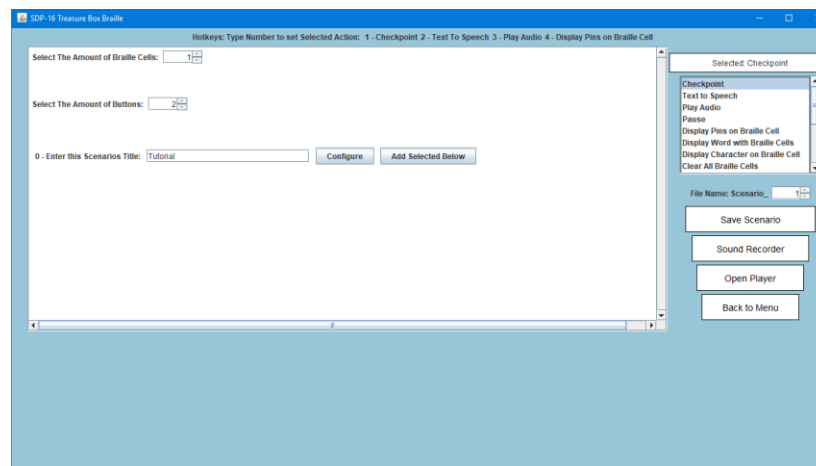 SDP-16 Treasure Box Braille
Hotkeys: Type Number to set Selected Action: 1 - Checkpoint 2 - Text To Speech 3 - Play Audio 4 - Display Pins on Braille Cell
Select The Amount of Braille Cells: 1
Select The Amount of Buttons: 2
0 - Enter this Scenarios Title: Tutorial Configure Add Selected Below
Selected: Checkpoint
Checkpoint
Text to Speech
Play Audio
Pause
Display Pins on Braille Cell
Display Word with Braille Cells
Display Character on Braille Cell
Clear All Braille Cells
File Name: Scenario_ 1
Save Scenario
Sound Recorder
Open Player
Back to Menu